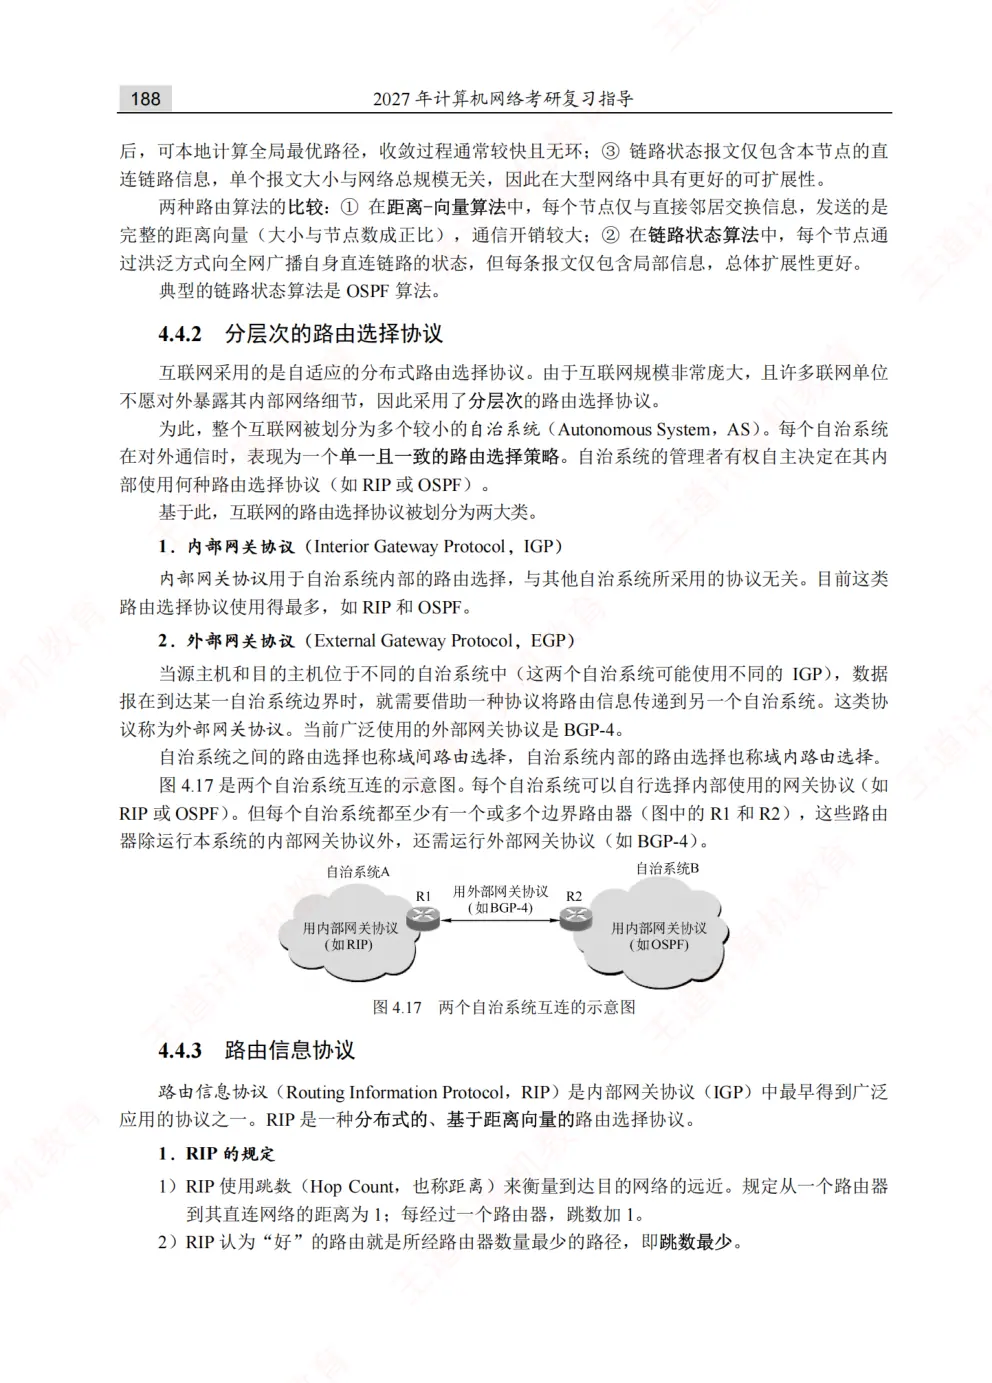 188
2027 年计算机网络考研复习指导
后，可本地计算全局最优路径，收敛过程通常较快且无环；③ 链路状态报文仅包含本节点的直
连链路信息，单个报文大小与网络总规模无关，因此在大型网络中具有更好的可扩展性。
两种路由算法的比较：① 在距离-向量算法中，每个节点仅与直接邻居交换信息，发送的是
完整的距离向量（大小与节点数成正比），通信开销较大；② 在链路状态算法中，每个节点通
过洪泛方式向全网广播自身直连链路的状态，但每条报文仅包含局部信息，总体扩展性更好。
典型的链路状态算法是 OSPF 算法。
4.4.2 分层次的路由选择协议
互联网采用的是自适应的分布式路由选择协议。由于互联网规模非常庞大，且许多联网单位
不愿对外暴露其内部网络细节，因此采用了分层次的路由选择协议。
为此，整个互联网被划分为多个较小的自治系统（Autonomous System，AS）。每个自治系统
在对外通信时，表现为一个单一且一致的路由选择策略。自治系统的管理者有权自主决定在其内
部使用何种路由选择协议（如 RIP 或 OSPF）。
基于此，互联网的路由选择协议被划分为两大类。
1．内部网关协议（Interior Gateway Protocol，IGP）
内部网关协议用于自治系统内部的路由选择，与其他自治系统所采用的协议无关。目前这类
路由选择协议使用得最多，如 RIP 和 OSPF。
2．外部网关协议（External Gateway Protocol，EGP）
当源主机和目的主机位于不同的自治系统中（这两个自治系统可能使用不同的 IGP），数据
报在到达某一自治系统边界时，就需要借助一种协议将路由信息传递到另一个自治系统。这类协
议称为外部网关协议。当前广泛使用的外部网关协议是 BGP-4。
自治系统之间的路由选择也称域间路由选择，自治系统内部的路由选择也称域内路由选择。
图 4.17 是两个自治系统互连的示意图。每个自治系统可以自行选择内部使用的网关协议（如
RIP 或 OSPF）。但每个自治系统都至少有一个或多个边界路由器（图中的 R1 和 R2），这些路由
器除运行本系统的内部网关协议外，还需运行外部网关协议（如 BGP-4）。
自治系统A
自治系统B
R1
用外部网关协议
(如BGP-4)
R2
用内部网关协议
(如RIP)
用内部网关协议
(如OSPF)
图 4.17 两个自治系统互连的示意图
4.4.3 路由信息协议
路由信息协议（Routing Information Protocol，RIP）是内部网关协议（IGP）中最早得到广泛
应用的协议之一。RIP 是一种分布式的、基于距离向量的路由选择协议。
1．RIP 的规定
1）RIP 使用跳数（Hop Count，也称距离）来衡量到达目的网络的远近。规定从一个路由器
到其直连网络的距离为 1；每经过一个路由器，跳数加 1。
2）RIP 认为“好”的路由就是所经路由器数量最少的路径，即跳数最少。